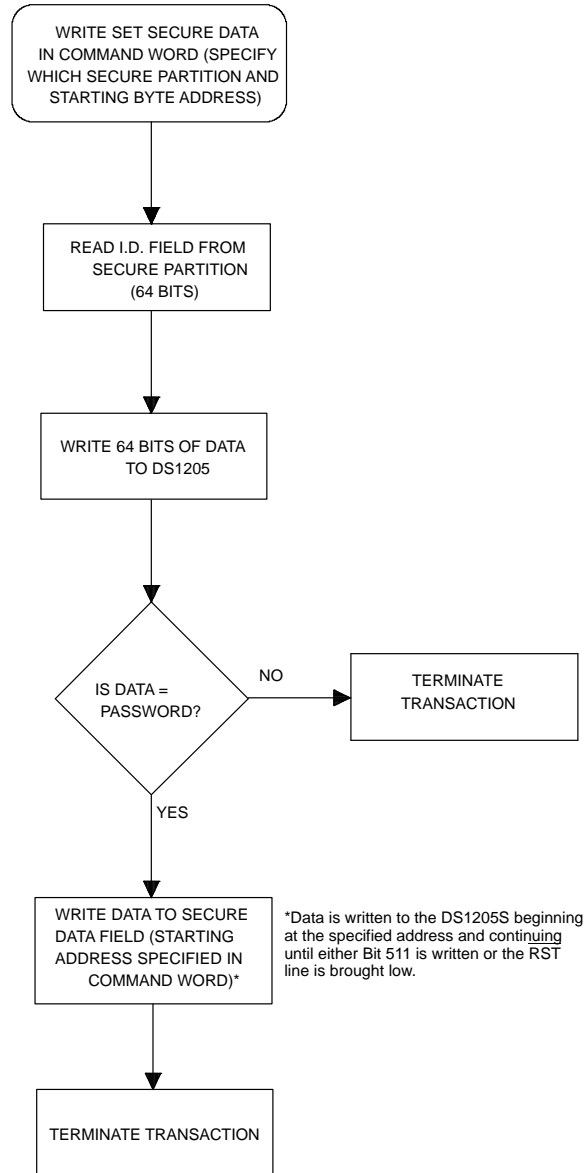 WRITE SET SECURE DATA
IN COMMAND WORD (SPECIFY
WHICH SECURE PARTITION AND
STARTING BYTE ADDRESS)
READ I.D. FIELD FROM
SECURE PARTITION
(64 BITS)
WRITE 64 BITS OF DATA
TO DS1205
IS DATA =
PASSWORD?
NO
TERMINATE
TRANSACTION
YES
WRITE DATA TO SECURE
DATA FIELD (STARTING
ADDRESS SPECIFIED IN
COMMAND WORD)*
*Data is written to the DS1205S beginning
at the specified address and continuing
until either Bit 511 is written or the RST
line is brought low.
TERMINATE TRANSACTION